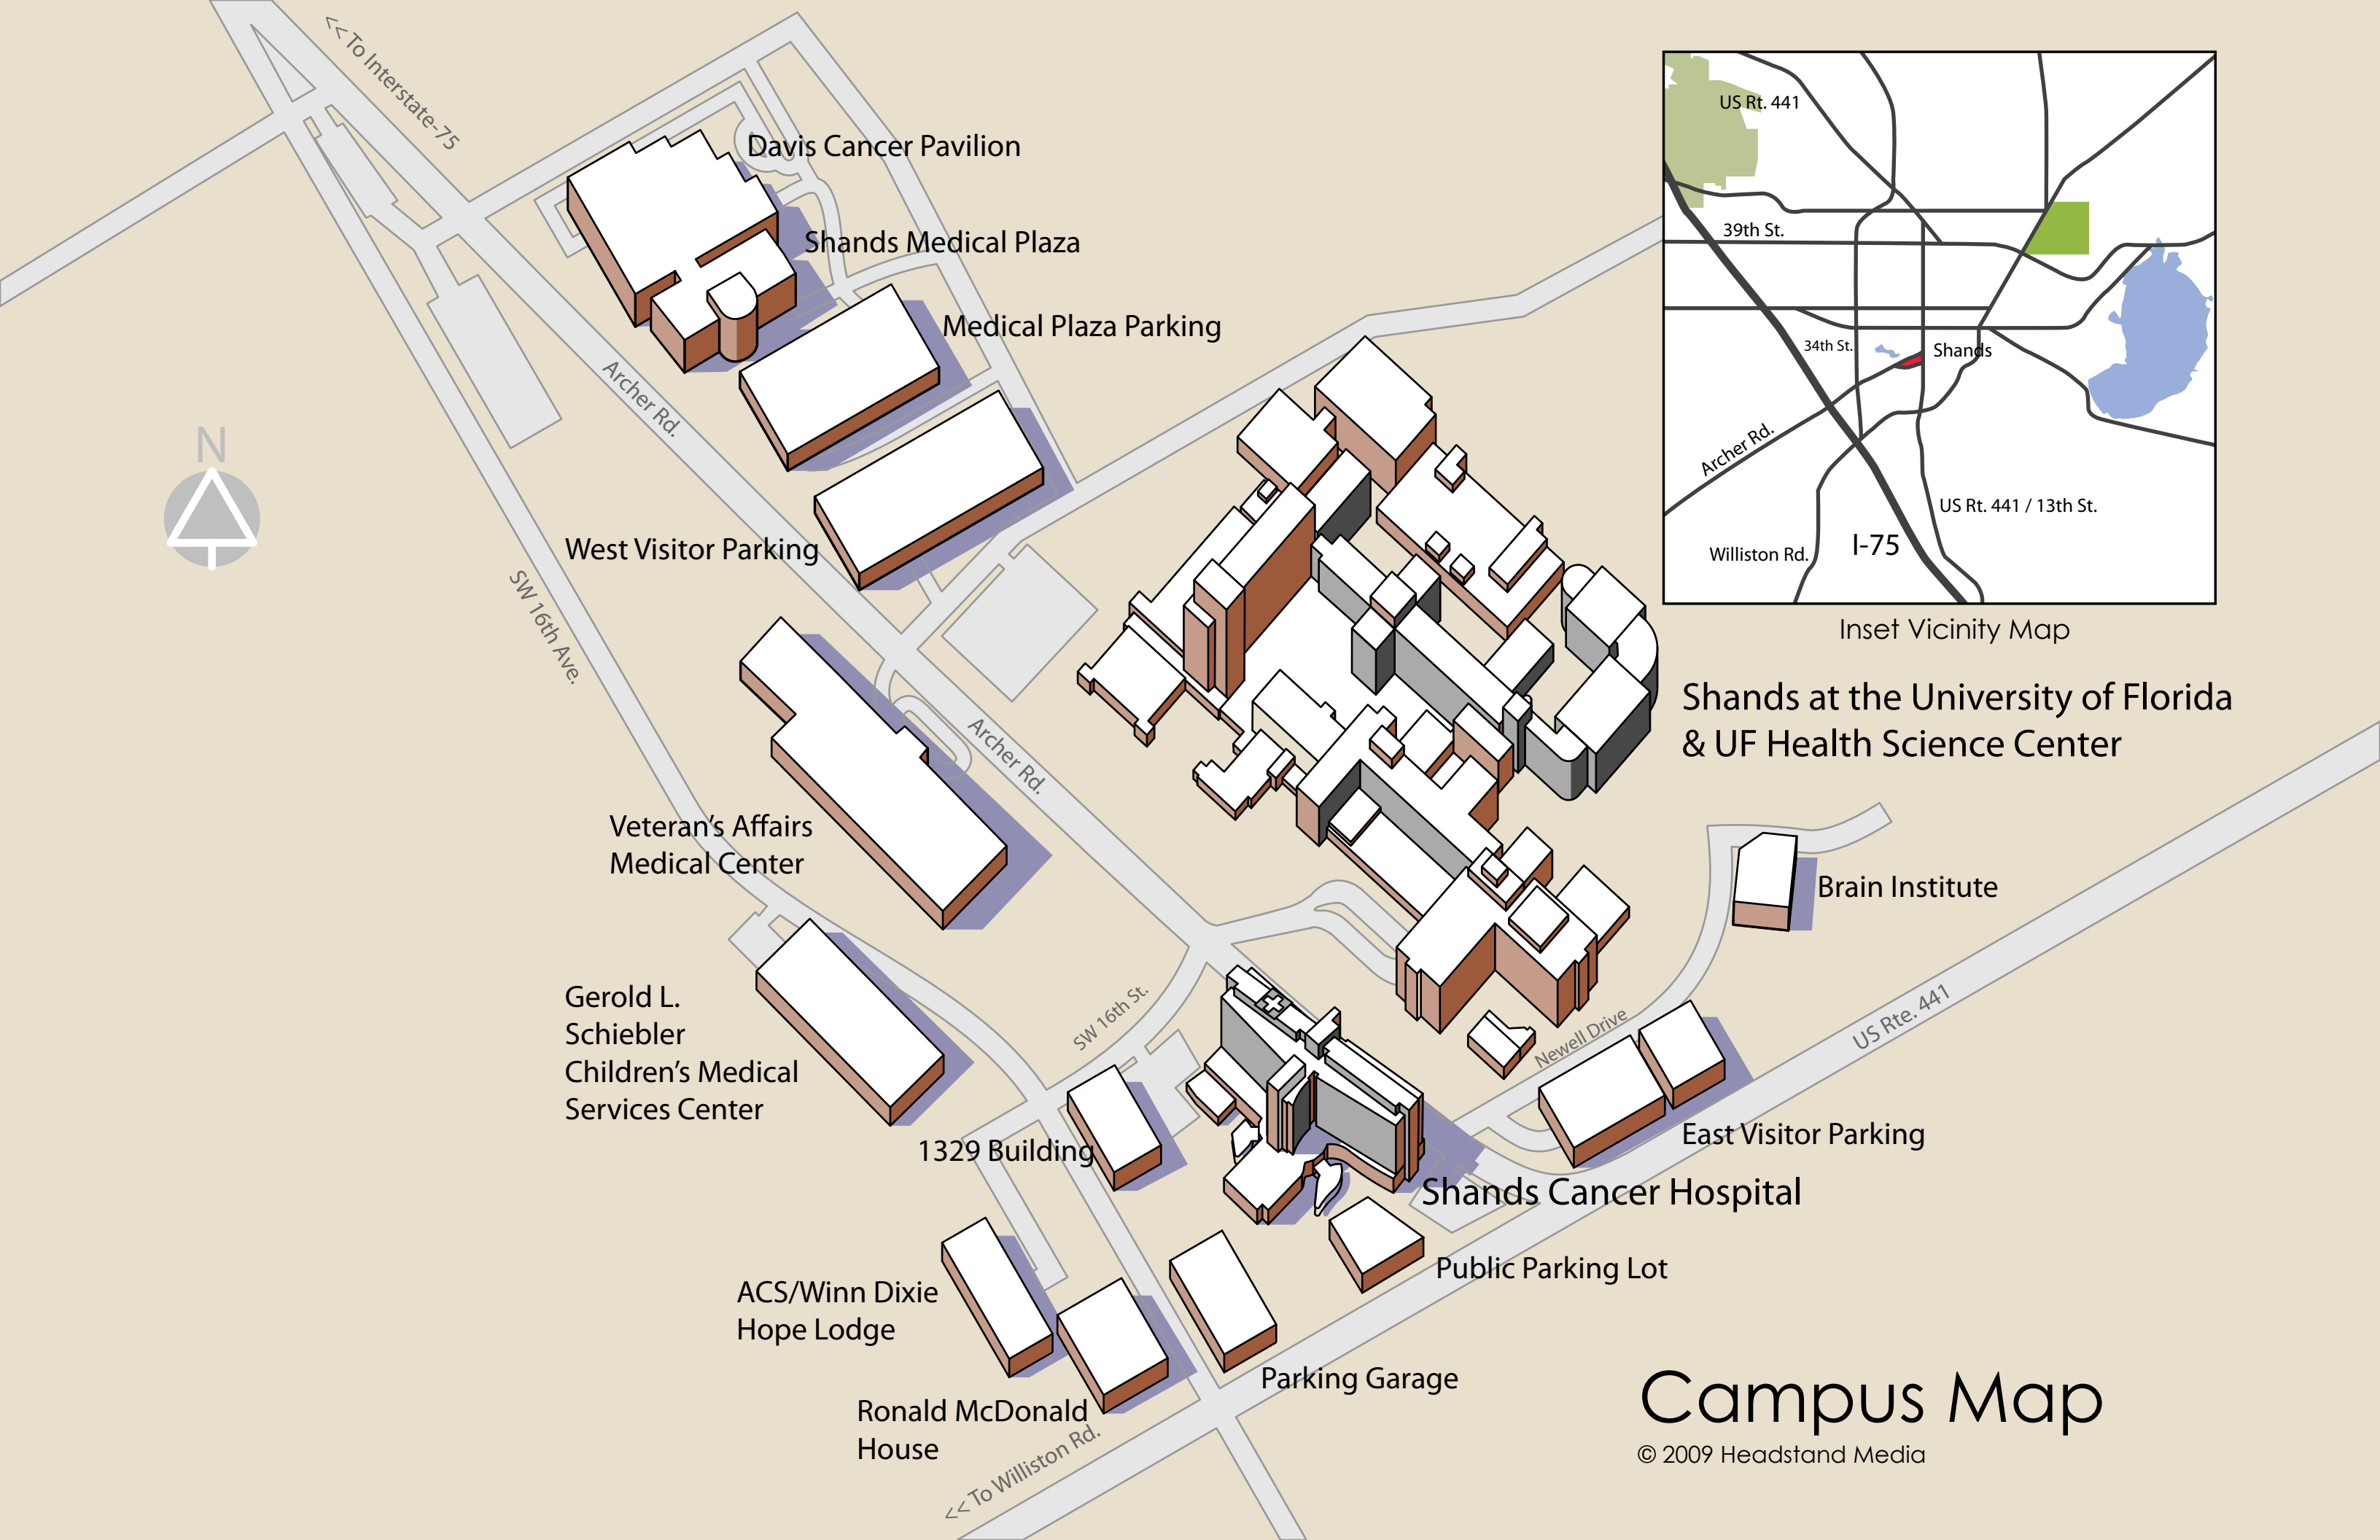 << To Interstate-75
Davis Cancer Pavilion
Shands Medical Plaza
Medical Plaza Parking
Archer Rd.
N
West Visitor Parking
SW 16th Ave.
US Rt. 441
39th St.
34th St.
Shands
Archer Rd.
US Rt. 441 / 13th St.
I-75
Williston Rd.
Inset Vicinity Map
Shands at the University of Florida
& UF Health Science Center
Archer Rd.
Veteran's Affairs
Medical Center
Brain Institute
Gerold L.
Schiebler
Children's Medical
Services Center
SW 16th St.
Newell Drive
US Rte. 441
1329 Building
East Visitor Parking
Shands Cancer Hospital
Public Parking Lot
ACS/Winn Dixie
Hope Lodge
Parking Garage
Ronald McDonald
House
<< To Williston Rd.
Campus Map
© 2009 Headstand Media